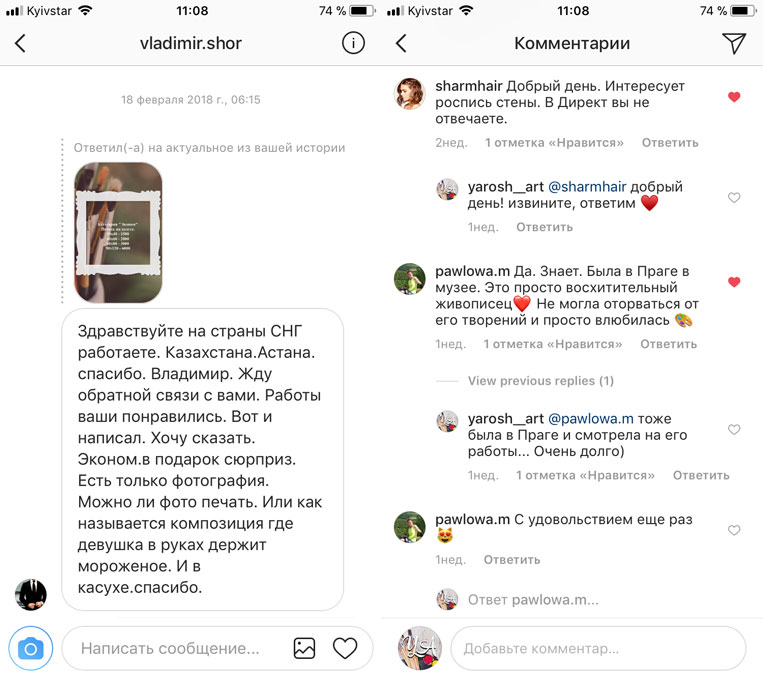 Kyivstar 11:08 74 %
vladimir.shor
18 февраля 2018 г., 06:15
Ответил(-а) на актуальное из вашей истории
Здравствуйте на страны СНГ
работаете. Казахстана.Астана.
спасибо. Владимир. Жду
обратной связи с вами. Работы
ваши понравились. Вот и
написал. Хочу сказать.
Эконом.в подарок сюрприз.
Есть только фотография.
Можно ли фото печать. Или как
называется композиция где
девушка в руках держит
мороженое. И в
касухе.спасибо.
Написать сообщение...
Kyivstar 11:08 74 %
Комментарии
sharmhair Добрый день. Интересует
роспись стены. В Директ вы не
отвечаете.
2нед. 1 отметка «Нравится» Ответить
yarosh__art @sharmhair добрый
день! извините, ответим ❤️
1нед. Ответить
pawlowa.m Да. Знает. Была в Праге в
музее. Это просто восхитительный
живописец❤️ Не могла оторваться от
его творений и просто влюбилась 🎨
1нед. 1 отметка «Нравится» Ответить
View previous replies (1)
yarosh__art @pawlowa.m тоже
была в Праге и смотрела на его
работы... Очень долго)
1нед. 1 отметка «Нравится» Ответить
pawlowa.m С удовольствием еще раз
😻
1нед. Ответить
Ответ pawlowa.m...
YSA
Добавьте комментар...